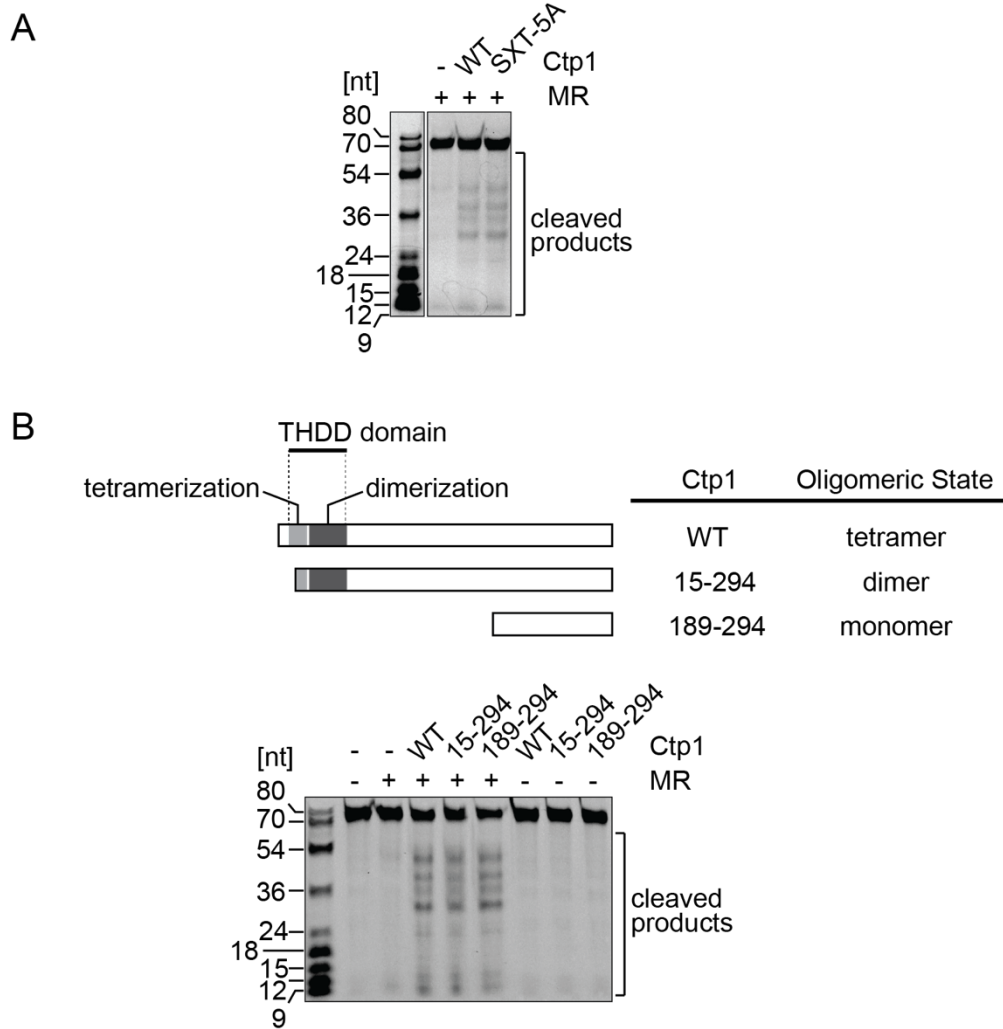 A
- WT SXT-5A Ctp1
[nt] + + + MR
80
70
54
36
24
18
15
12
9
cleaved
products
B
THDD domain
tetramerization dimerization
Ctp1 Oligomeric State
WT tetramer
15-294 dimer
189-294 monomer
- - WT 15-294 189-294 WT 15-294 189-294 Ctp1
[nt] - + + + + - - - MR
80
70
54
36
24
18
15
12
9
cleaved
products